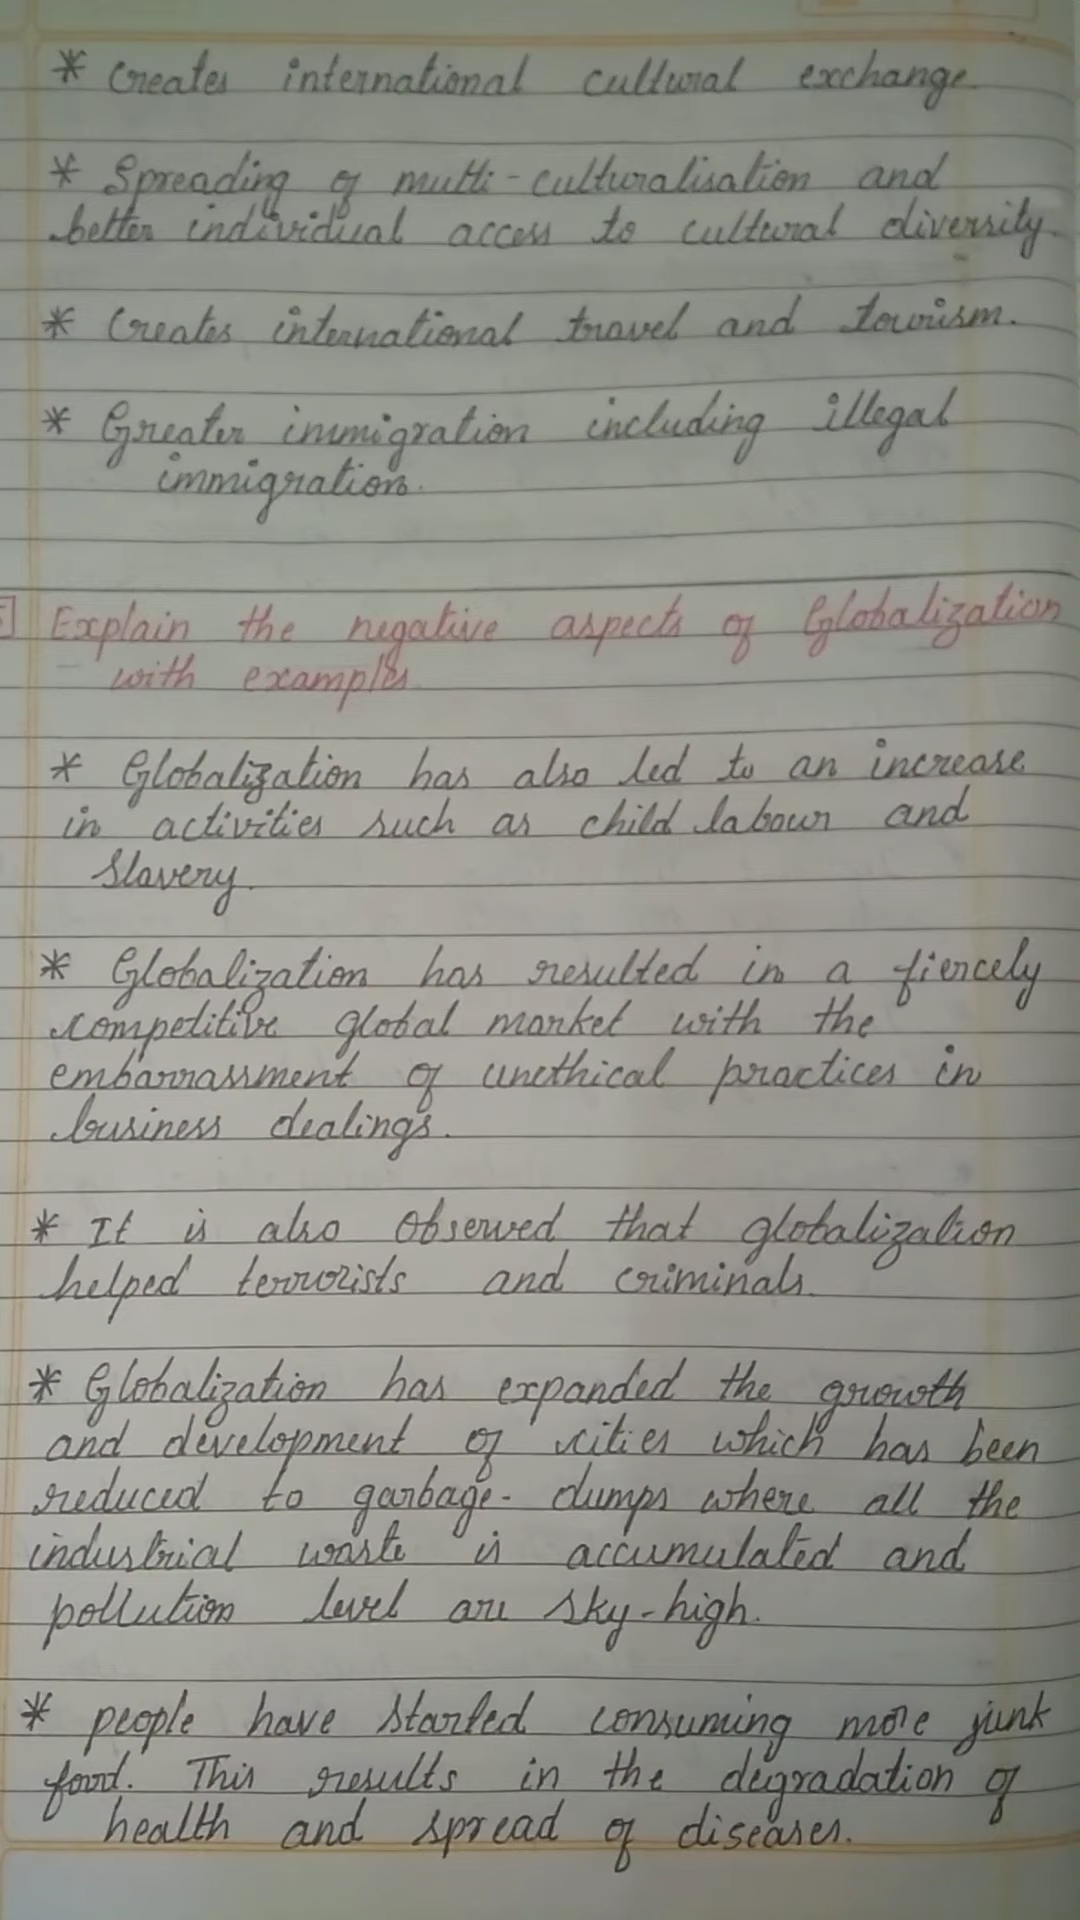 * Creates international cultural exchange.
* Spreading of multi-culturalisation and
better individual access to cultural diversity.
* Creates international travel and tourism.
* Greater immigration including illegal
immigration.
Explain the negative aspects of Globalization
with examples
* Globalization has also led to an increase
in activities such as child labour and
slavery.
* Globalization has resulted in a fiercely
competitive global market with the
embarrassment of unethical practices in
business dealings.
* It is also observed that globalization
helped terrorists and criminals.
* Globalization has expanded the growth
and development of cities which has been
reduced to garbage-dumps where all the
industrial waste is accumulated and
pollution level are sky-high.
* people have started consuming more junk
food. This results in the degradation of
health and spread of diseases.